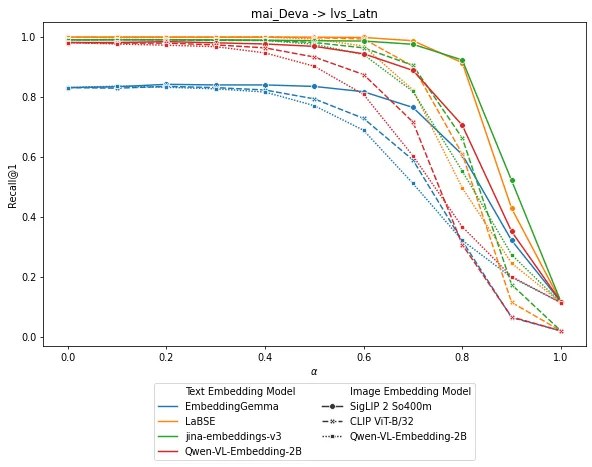 mai_Deva -> lvs_Latn
Recall@1
1.0
0.8
0.6
0.4
0.2
0.0
0.0 0.2 0.4 0.6 0.8 1.0
α
Text Embedding Model
EmbeddingGemma
LaBSE
jina-embeddings-v3
Qwen-VL-Embedding-2B
Image Embedding Model
SigLIP 2 So400m
CLIP ViT-B/32
Qwen-VL-Embedding-2B